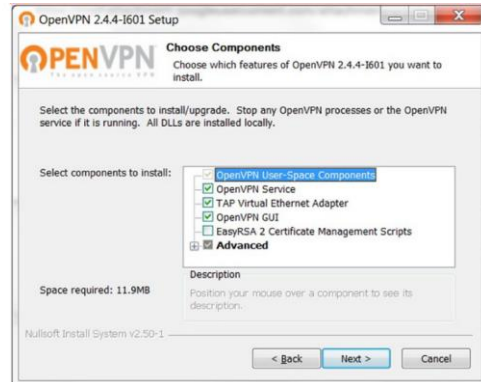 OpenVPN 2.4.4-I601 Setup
OPENVPN
The open source VPN
Choose Components
Choose which features of OpenVPN 2.4.4-I601 you want to
install.
Select the components to install/upgrade. Stop any OpenVPN processes or the OpenVPN
service if it is running. All DLLs are installed locally.
Select components to install:
OpenVPN User-Space Components
OpenVPN Service
TAP Virtual Ethernet Adapter
OpenVPN GUI
EasyRSA 2 Certificate Management Scripts
Advanced
Space required: 11.9MB
Description
Position your mouse over a component to see its
description.
Nullsoft Install System v2.50-1
< Back
Next >
Cancel